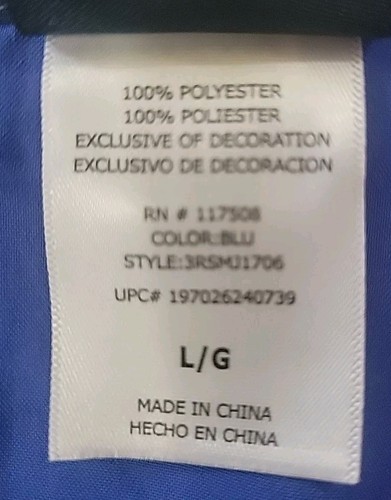 100% POLYESTER
100% POLIESTER
EXCLUSIVE OF DECORATION
EXCLUSIVO DE DECORACION
RN # 117508
COLOR:BLU
STYLE:3RSMJ1706
UPC# 197026240739
L/G
MADE IN CHINA
HECHO EN CHINA